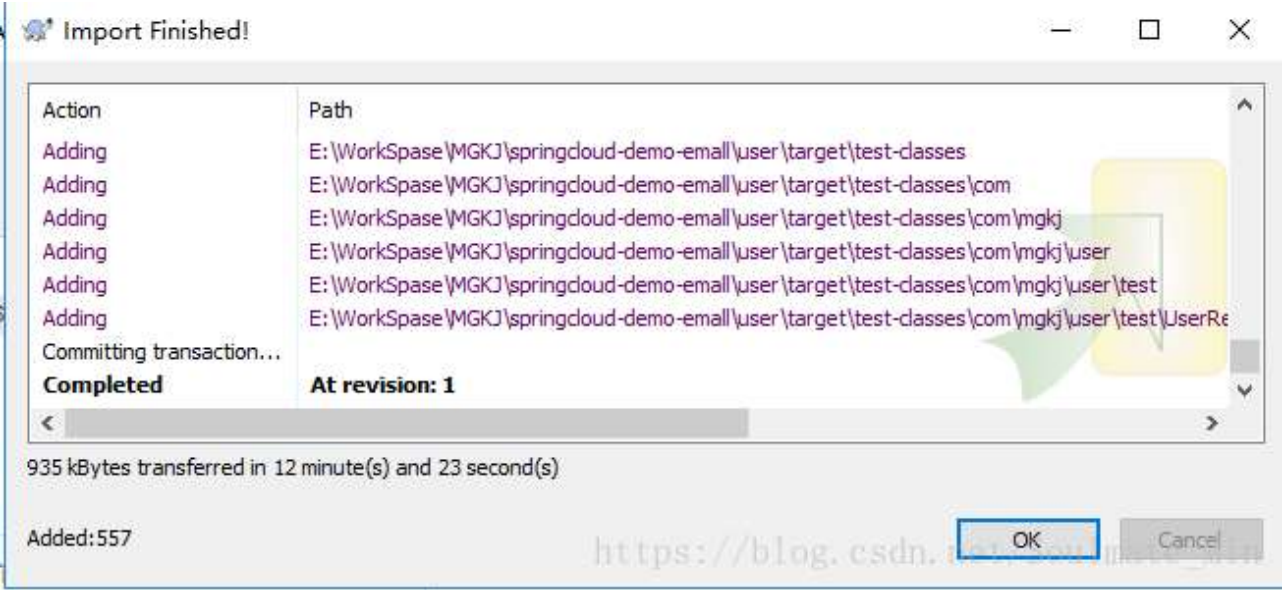 Import Finished!
Action Path
Adding E:\WorkSpase\MGKJ\springcloud-demo-emall\user\target\test-classes
Adding E:\WorkSpase\MGKJ\springcloud-demo-emall\user\target\test-classes\com
Adding E:\WorkSpase\MGKJ\springcloud-demo-emall\user\target\test-classes\com\mgkj
Adding E:\WorkSpase\MGKJ\springcloud-demo-emall\user\target\test-classes\com\mgkj\user
Adding E:\WorkSpase\MGKJ\springcloud-demo-emall\user\target\test-classes\com\mgkj\user\test
Adding E:\WorkSpase\MGKJ\springcloud-demo-emall\user\target\test-classes\com\mgkj\user\test\UserRe
Committing transaction...
Completed At revision: 1
935 kBytes transferred in 12 minute(s) and 23 second(s)
Added:557
OK Cancel
https://blog.csdn.